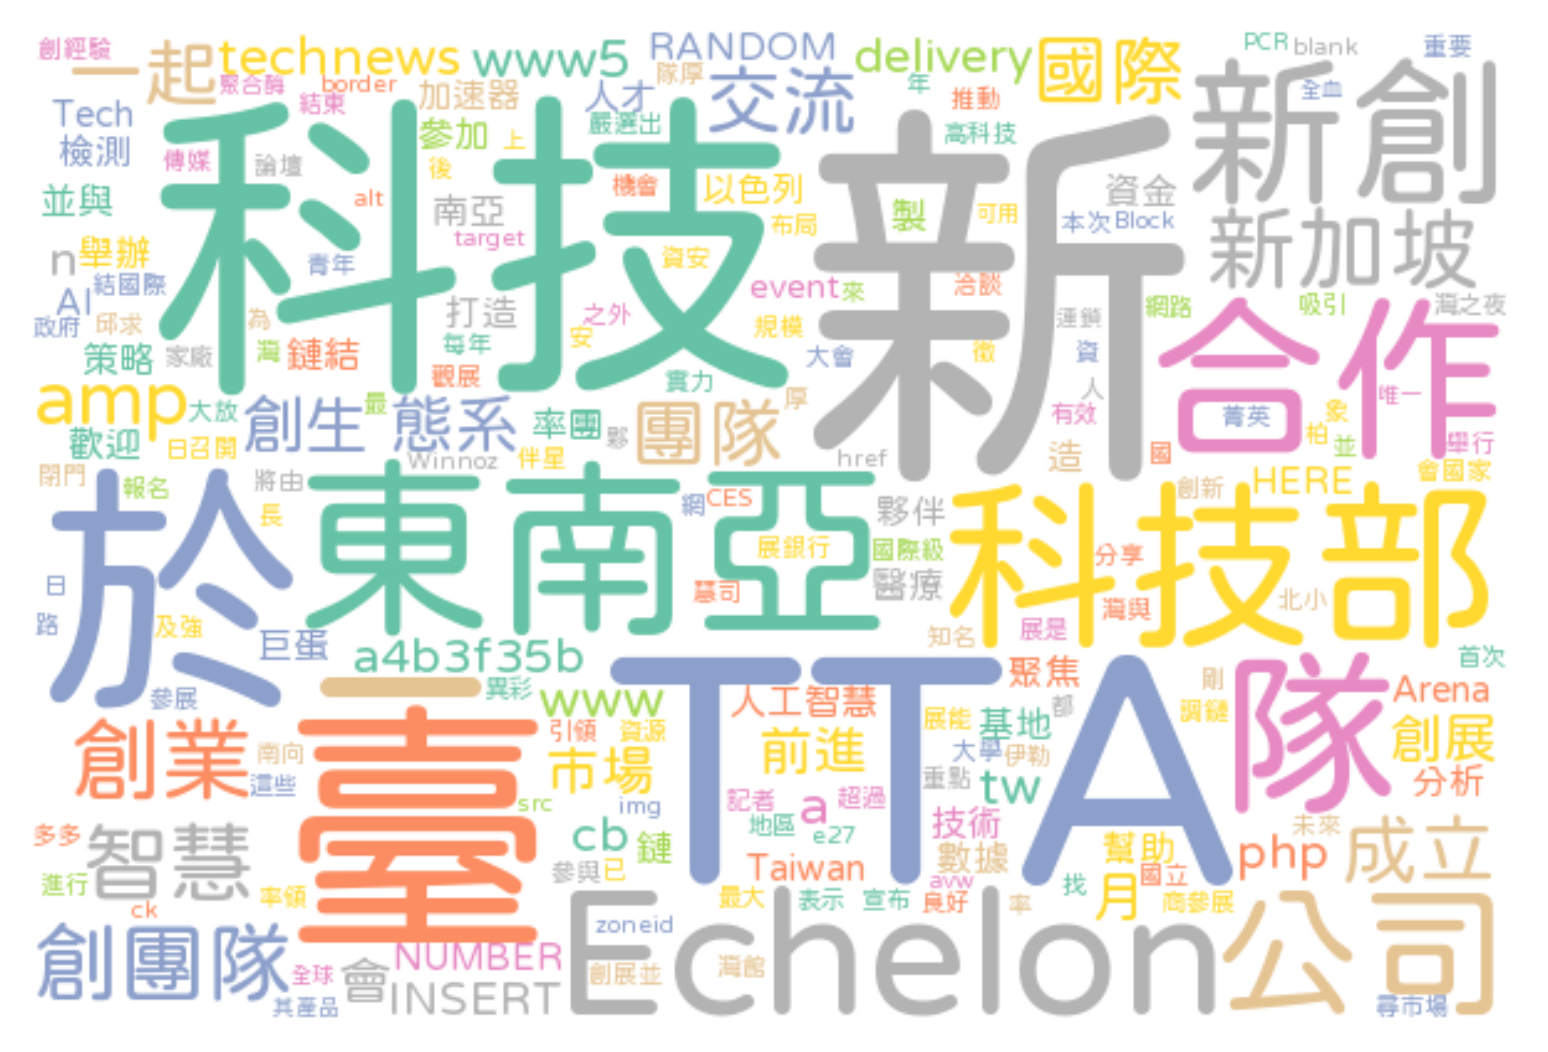 創經驗
一起
technews
www5
RANDOM
delivery
國際
PCR
blank
重要
聚合酶
border
加速器
隊厚
人才
交流
年
推動
新創
全血
Tech
結束
嚴選出
高科技
檢測
傳媒
論壇
參加
上
後
科技
機會
以色列
新
資金
並與
alt
南亞
target
布局
製
可用
本次
Block
新加坡
n
舉辦
青年
資安
AI
結國際
event
來
洽談
網路
吸引
灣之夜
政府
邱求
為
打造
之外
規模
連鎖
合作
策略
家廠
灣
鏈結
每年
安
大會
徵
資
觀展
實力
人
唯一
amp
大放
創生
最
態系
率團
夥
團隊
厚
有效
菁英
象
柏
並
舉行
歡迎
日召開
Winnoz
伴星
href
造
國
閉門
報名
將由
長
網
CES
夥伴
創新
HERE
會國家
於
東南亞
展銀行
國際級
科技部
分享
日
慧司
醫療
灣與
北小
路
及強
巨蛋
a4b3f35b
知名
展是
首次
參展
臺
異彩
www
TTA
人工智慧
聚焦
隊
剛
Arena
創業
南向
這些
引領
資源
市場
前進
展能
基地
都
大學
伊勒
調鏈
創展
分析
src
img
記者
a
超過
重點
tw
多多
智慧
cb
鏈
地區
e27
技術
未來
成立
進行
率領
參與
已
Taiwan
數據
幫助
php
ck
最大
表示
宣布
avw
良好
率
找
月
國立
商參展
創團隊
全球
會
NUMBER
zoneid
Echelon
公司
其產品
INSERT
創展並
灣館
尋市場